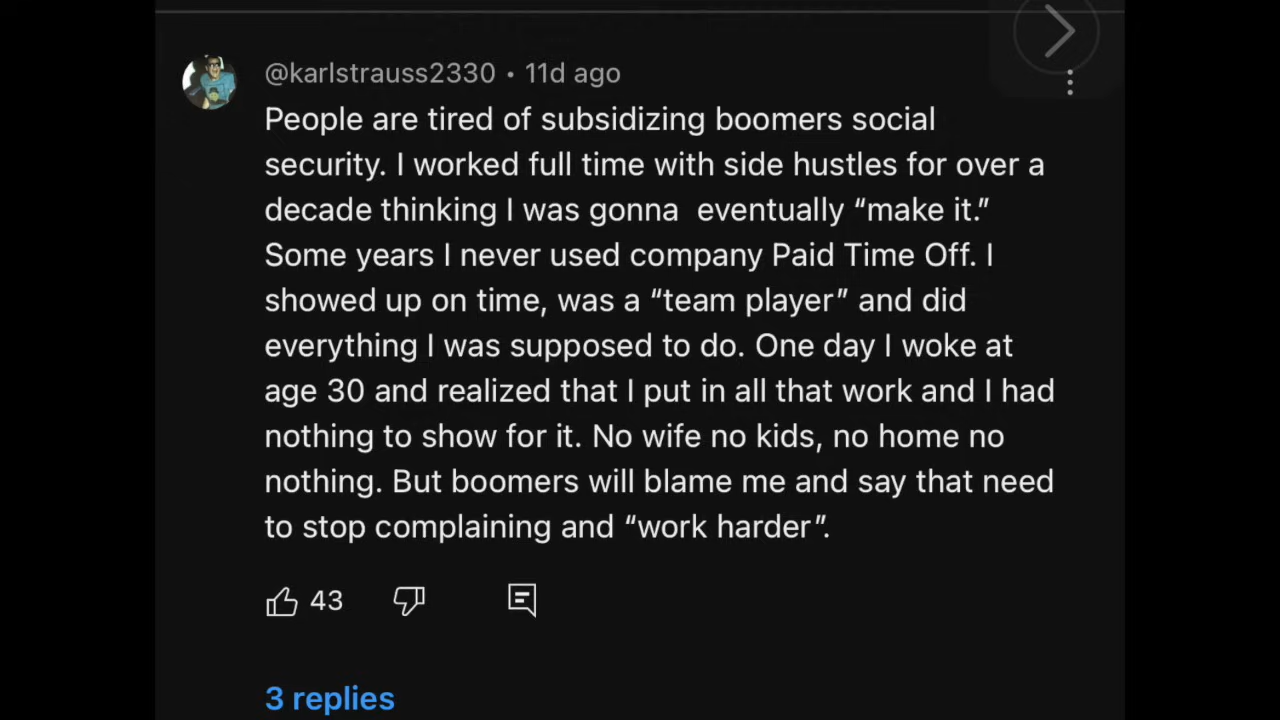 @karlstrauss2330 • 11d ago
People are tired of subsidizing boomers social
security. I worked full time with side hustles for over a
decade thinking I was gonna  eventually “make it.”
Some years I never used company Paid Time Off. I
showed up on time, was a “team player” and did
everything I was supposed to do. One day I woke at
age 30 and realized that I put in all that work and I had
nothing to show for it. No wife no kids, no home no
nothing. But boomers will blame me and say that need
to stop complaining and “work harder”.
43
3 replies